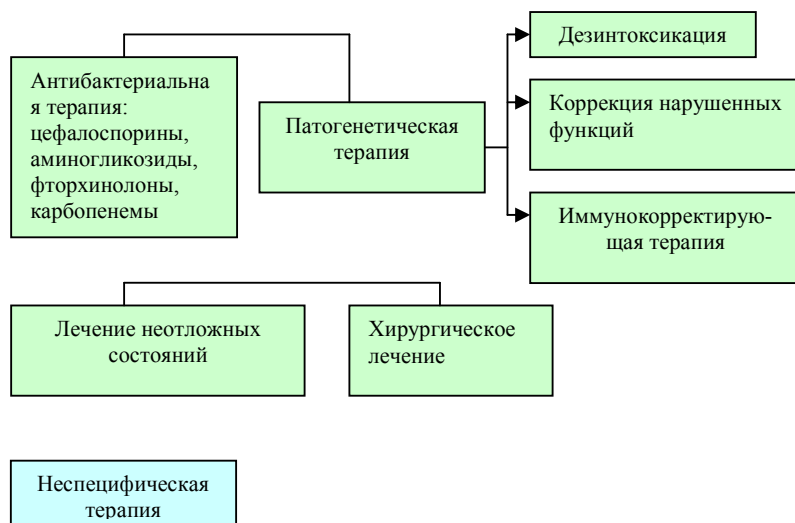 Антибактериальна
я терапия:
цефалоспорины,
аминогликозиды,
фторхинолоны,
карбопенемы
Патогенетическая
терапия
Дезинтоксикация
Коррекция нарушенных
функций
Иммунокорректирую-
щая терапия
Лечение неотложных
состояний
Хирургическое
лечение
Неспецифическая
терапия